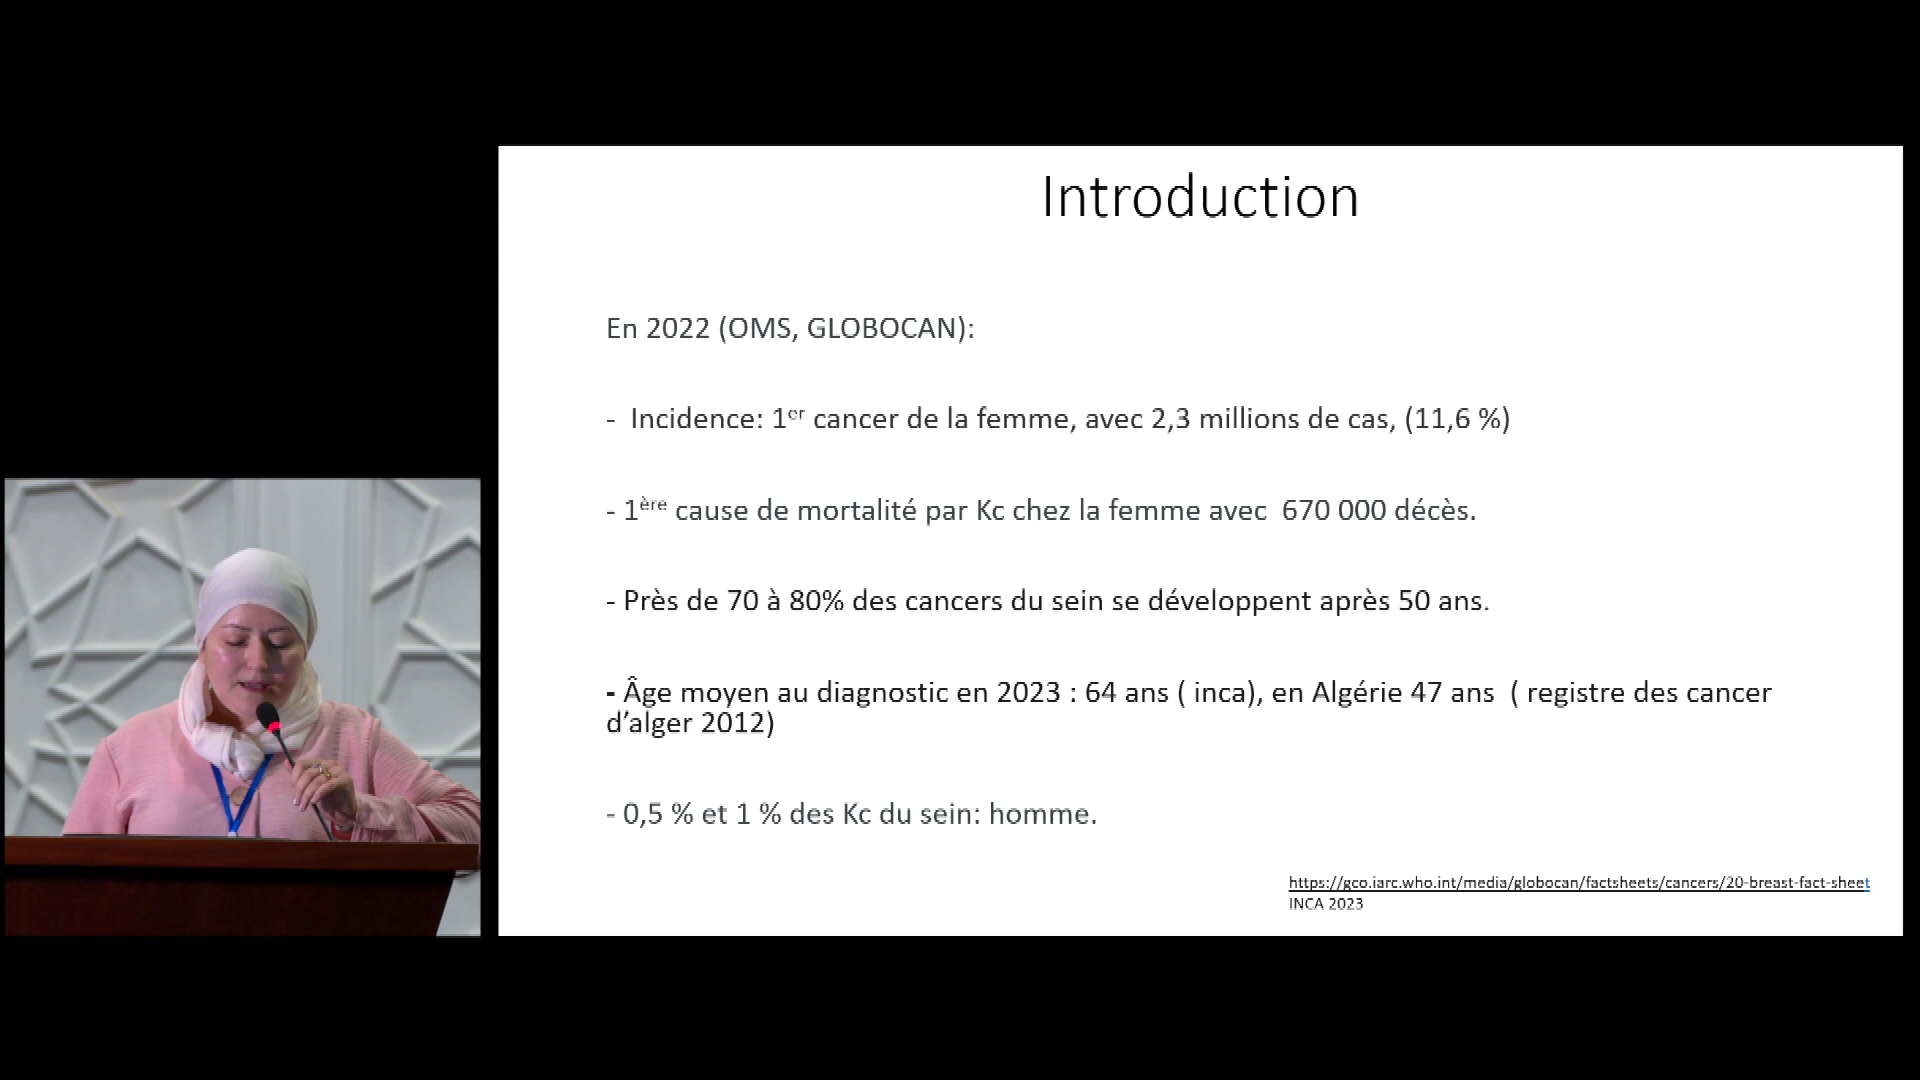 Introduction
En 2022 (OMS, GLOBOCAN):
- Incidence: 1er cancer de la femme, avec 2,3 millions de cas, (11,6 %)
- 1ère cause de mortalité par Kc chez la femme avec 670 000 décès.
- Près de 70 à 80% des cancers du sein se développent après 50 ans.
- Âge moyen au diagnostic en 2023 : 64 ans ( inca), en Algérie 47 ans ( registre des cancer
d’alger 2012)
- 0,5 % et 1 % des Kc du sein: homme.
https://gco.iarc.who.int/media/globocan/factsheets/cancers/20-breast-fact-sheet
INCA 2023